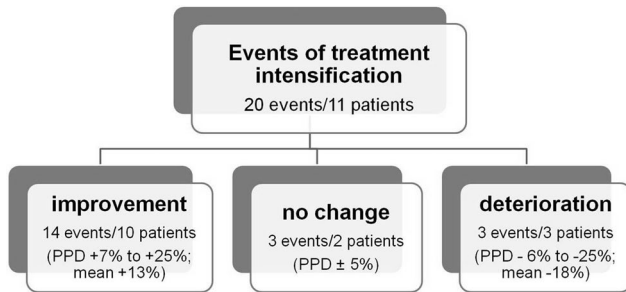 Events of treatment
intensification
20 events/11 patients
improvement
14 events/10 patients
(PPD +7% to +25%;
mean +13%)
no change
3 events/2 patients
(PPD ± 5%)
deterioration
3 events/3 patients
(PPD - 6% to -25%;
mean -18%)